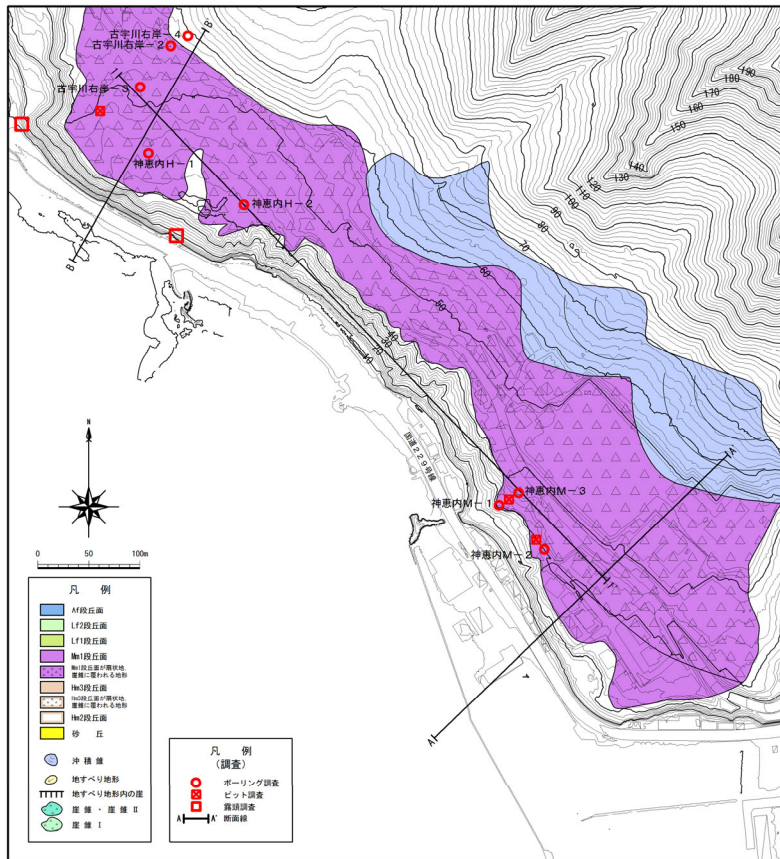 B
古宇川右岸-4
古宇川右岸-2
古宇川右岸-3
神恵内H-1
神恵内H-2
B
190
180
170
160
150
140
130
120
110
100
90
80
70
60
50
40
30
20
10
国道229号線
A'
神恵内M-3
神恵内M-1
神恵内M-2
A
N
0 50 100m
凡 例
Af段丘面
Lf2段丘面
Lf1段丘面
Mm1段丘面
Mm1段丘面が扇状地、
崖錐に覆われる地形
Hm3段丘面
Hm3段丘面が扇状地、
崖錐に覆われる地形
Hm2段丘面
砂 丘
沖 積 錐
地すべり地形
地すべり地形内の崖
崖 錐 ・ 崖 錐 Ⅱ
崖 錐 Ⅰ
凡 例
(調査)
ボーリング調査
ピット調査
露頭調査
A A' 断面線